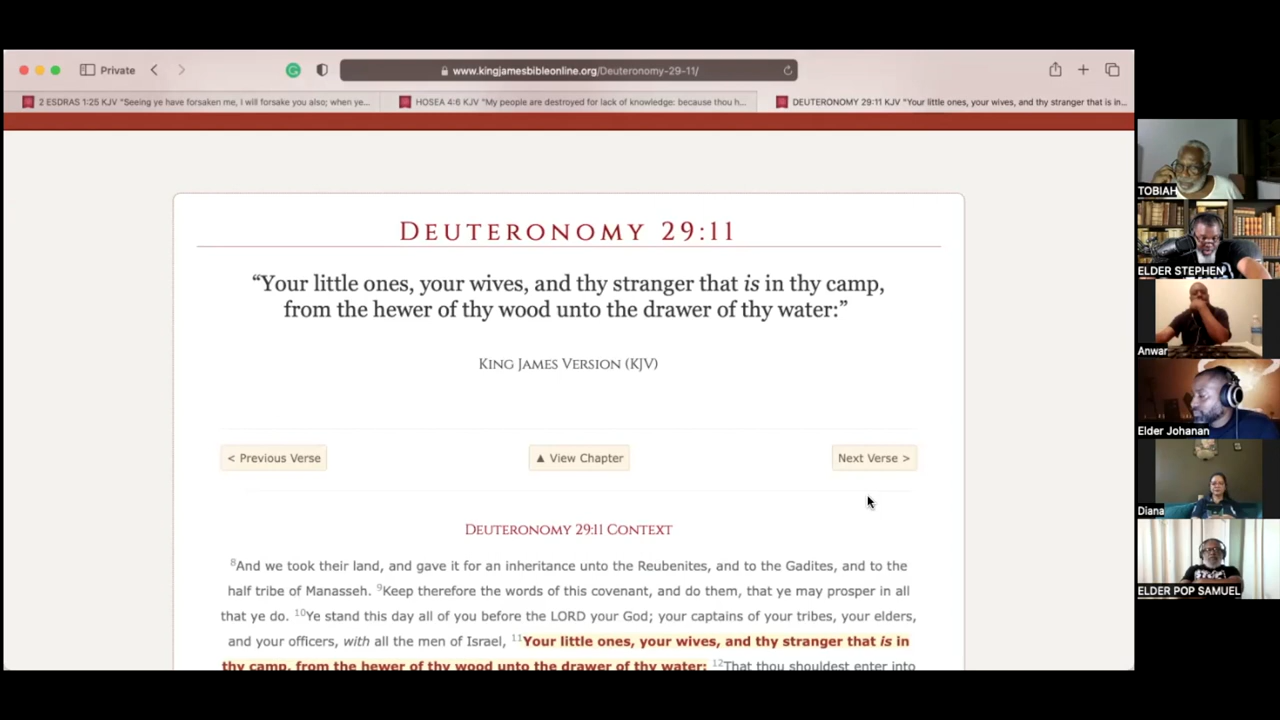 Private
www.kingjamesbibleonline.org/Deuteronomy-29-11/
2 ESDRAS 1:25 KJV "Seeing ye have forsaken me, I will forsake you also; when ye...
HOSEA 4:6 KJV "My people are destroyed for lack of knowledge: because thou h...
DEUTERONOMY 29:11 KJV "Your little ones, your wives, and thy stranger that is in...
DEUTERONOMY 29:11
“Your little ones, your wives, and thy stranger that is in thy camp,
from the hewer of thy wood unto the drawer of thy water:”
KING JAMES VERSION (KJV)
< Previous Verse
▲ View Chapter
Next Verse >
DEUTERONOMY 29:11 CONTEXT
8And we took their land, and gave it for an inheritance unto the Reubenites, and to the Gadites, and to the
half tribe of Manasseh. 9Keep therefore the words of this covenant, and do them, that ye may prosper in all
that ye do. 10Ye stand this day all of you before the LORD your God; your captains of your tribes, your elders,
and your officers, with all the men of Israel, 11Your little ones, your wives, and thy stranger that is in
thy camp, from the hewer of thy wood unto the drawer of thy water: 12That thou shouldest enter into
TOBIAH
ELDER STEPHEN
Anwar
Elder Johanan
Diana
ELDER POP SAMUEL